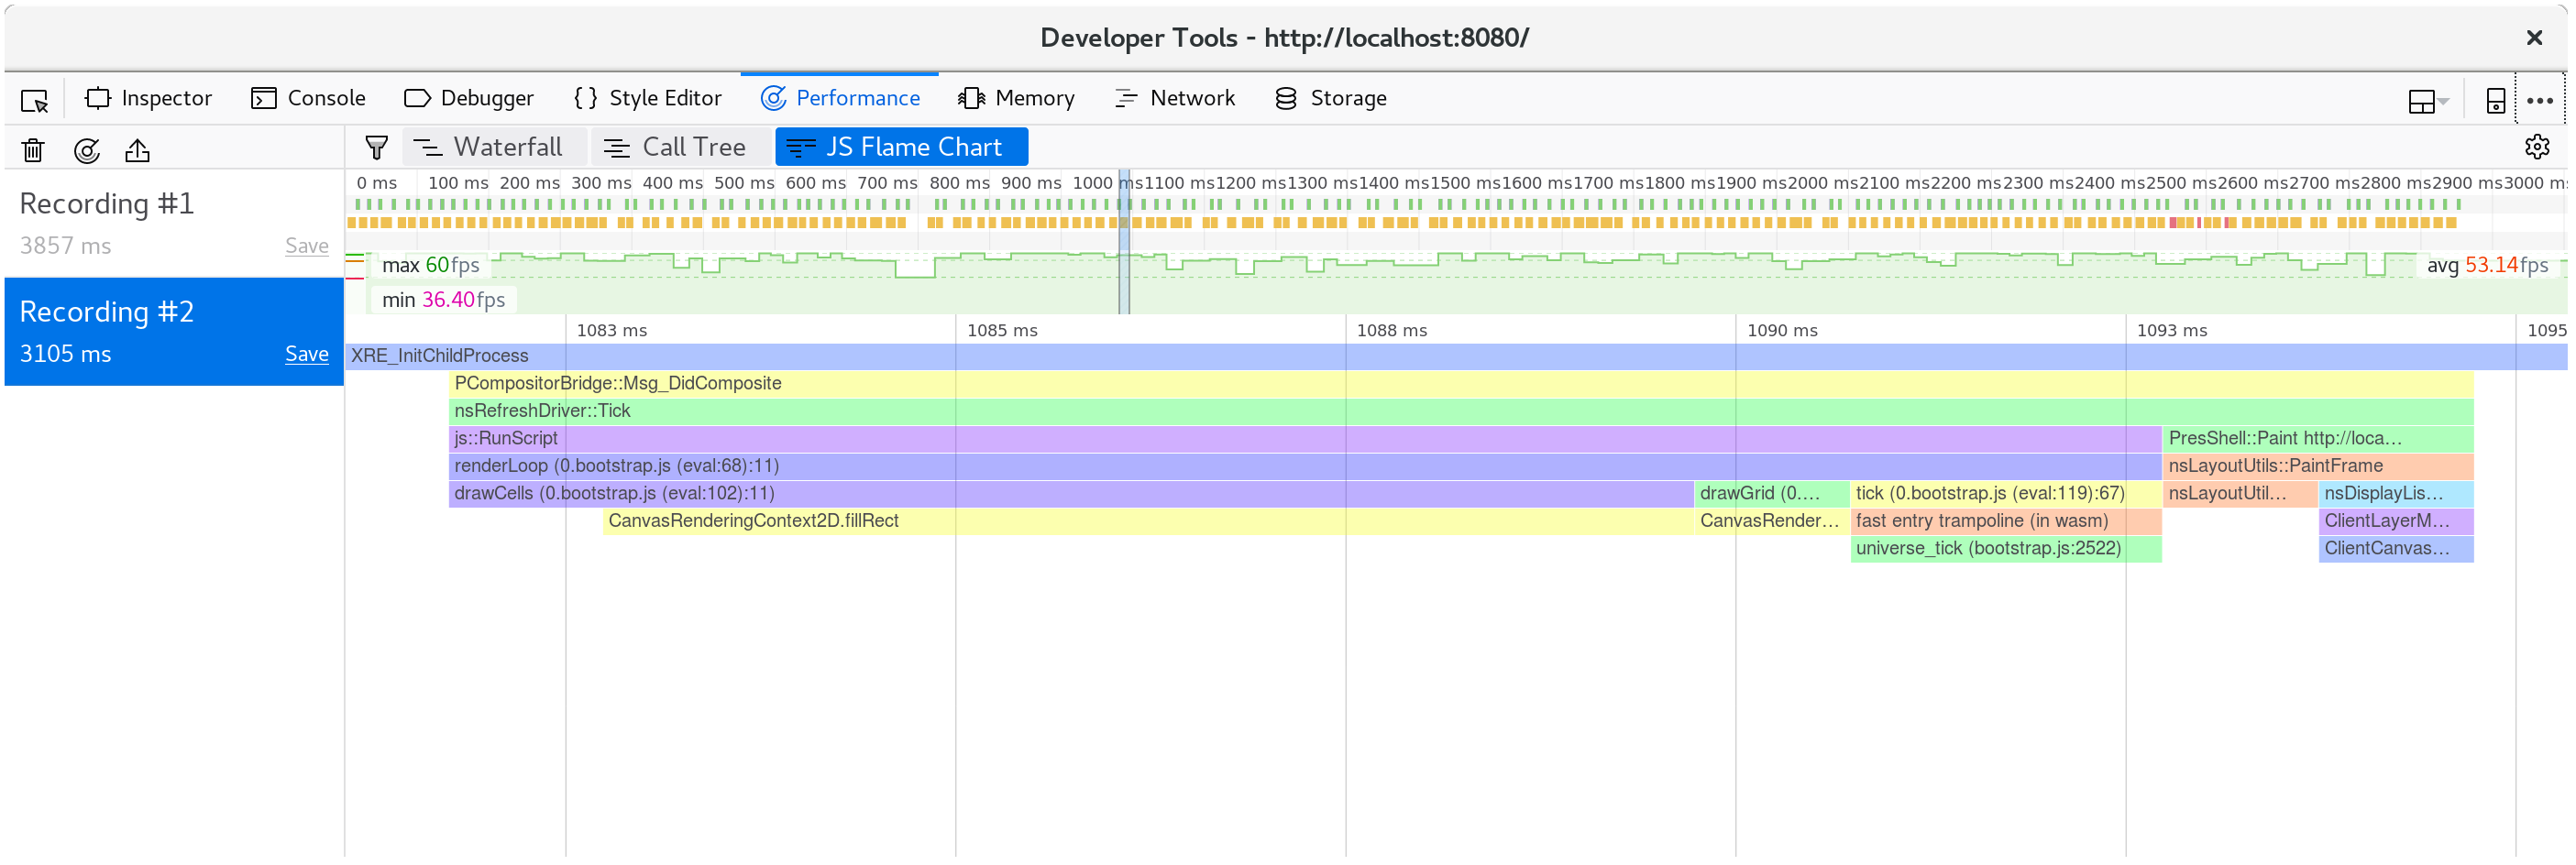 Developer Tools - http://localhost:8080/
Inspector Console Debugger Style Editor Performance Memory Network Storage
Waterfall Call Tree JS Flame Chart
Recording #1
3857 ms Save
Recording #2
3105 ms Save
0 ms 100 ms 200 ms 300 ms 400 ms 500 ms 600 ms 700 ms 800 ms 900 ms 1000 ms 1100 ms 1200 ms 1300 ms 1400 ms 1500 ms 1600 ms 1700 ms 1800 ms 1900 ms 2000 ms 2100 ms 2200 ms 2300 ms 2400 ms 2500 ms 2600 ms 2700 ms 2800 ms 2900 ms 3000 m
max 60fps
avg 53.14fps
min 36.40fps
1083 ms 1085 ms 1088 ms 1090 ms 1093 ms 1095
XRE_InitChildProcess
PCompositorBridge::Msg_DidComposite
nsRefreshDriver::Tick
js::RunScript PresShell::Paint http://loca...
renderLoop (0.bootstrap.js (eval:68):11) nsLayoutUtils::PaintFrame
drawCells (0.bootstrap.js (eval:102):11) drawGrid (0.... tick (0.bootstrap.js (eval:119):67) nsLayoutUtil... nsDisplayLis...
CanvasRenderingContext2D.fillRect CanvasRender... fast entry trampoline (in wasm) ClientLayerM...
universe_tick (bootstrap.js:2522) ClientCanvas...